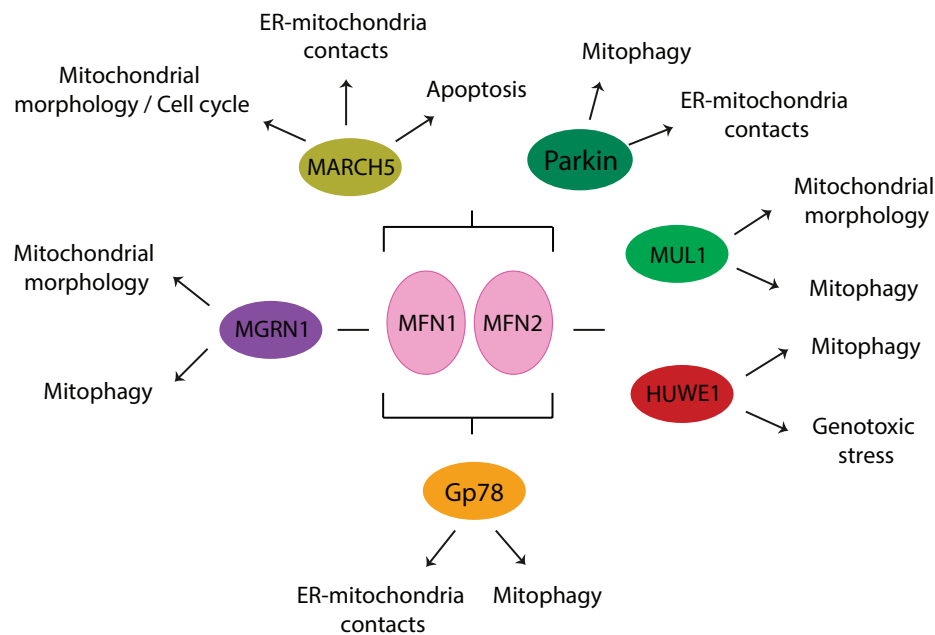 ER-mitochondria
contacts
Mitochondrial
morphology / Cell cycle
Apoptosis
MARCH5
Mitophagy
ER-mitochondria
contacts
Parkin
Mitochondrial
morphology
MUL1
Mitophagy
Mitochondrial
morphology
MGRN1
Mitophagy
MFN1
MFN2
Mitophagy
HUWE1
Genotoxic
stress
Gp78
ER-mitochondria
contacts
Mitophagy